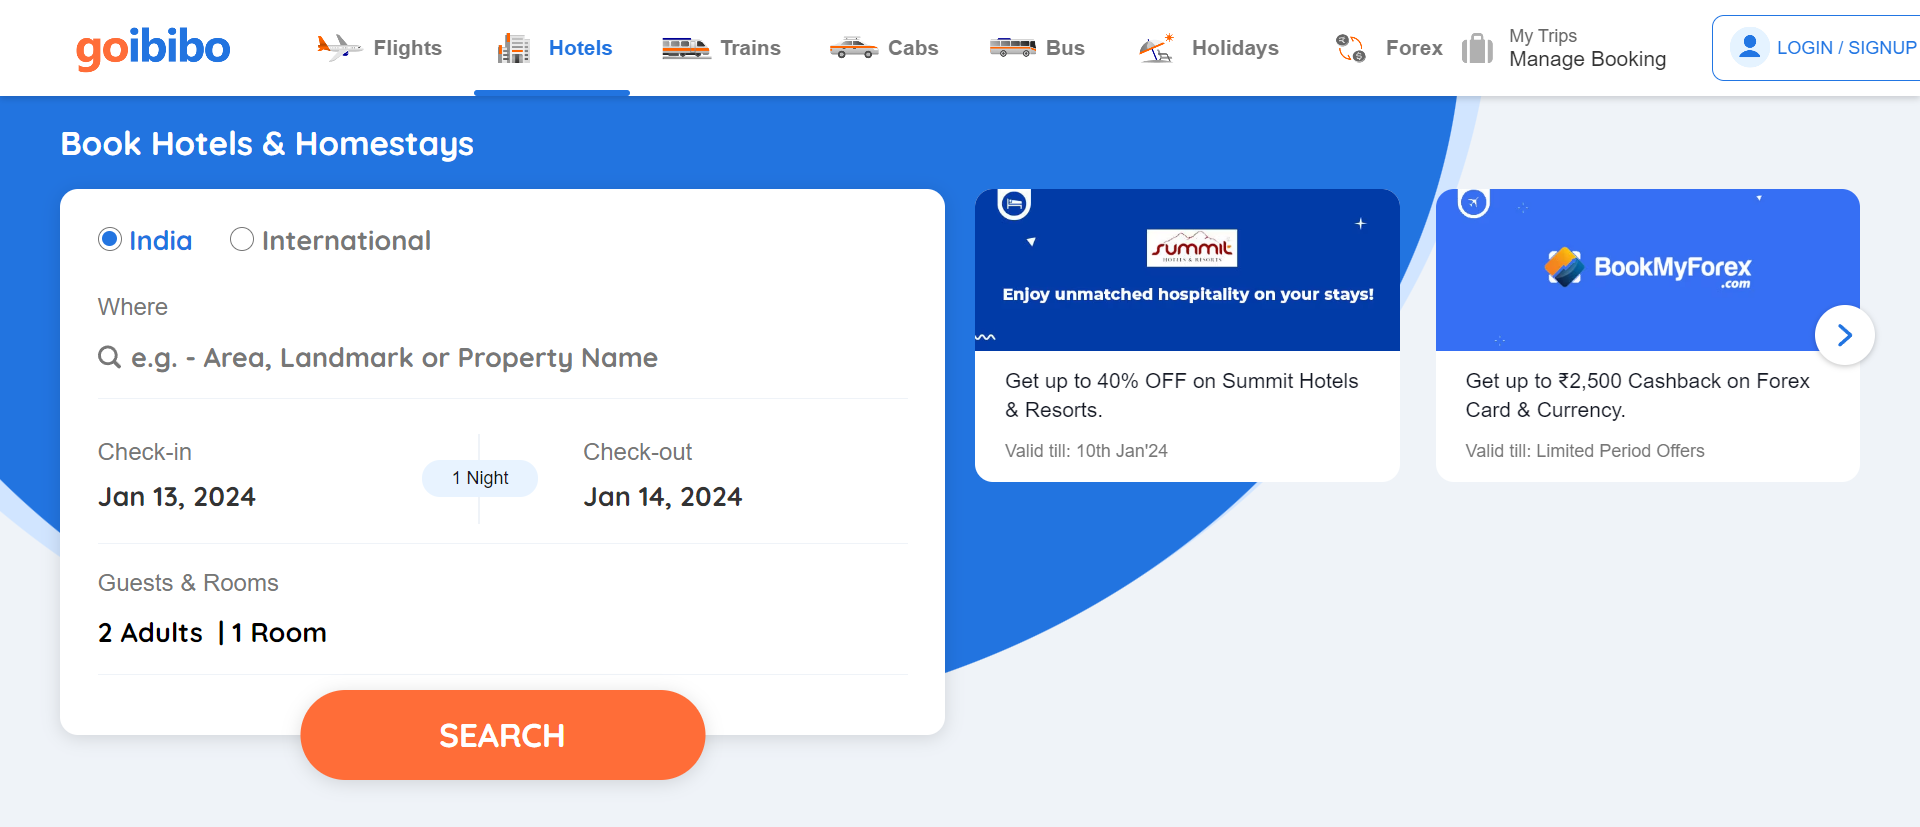 goibibo
Flights
Hotels
Trains
Cabs
Bus
Holidays
Forex
My Trips
Manage Booking
LOGIN / SIGNUP
Book Hotels & Homestays
India
International
Where
e.g. - Area, Landmark or Property Name
Check-in
Jan 13, 2024
1 Night
Check-out
Jan 14, 2024
Guests & Rooms
2 Adults | 1 Room
SEARCH
summit
HOTELS & RESORTS
Enjoy unmatched hospitality on your stays!
Get up to 40% OFF on Summit Hotels
& Resorts.
Valid till: 10th Jan'24
BookMyForex
.com
Get up to ₹2,500 Cashback on Forex
Card & Currency.
Valid till: Limited Period Offers